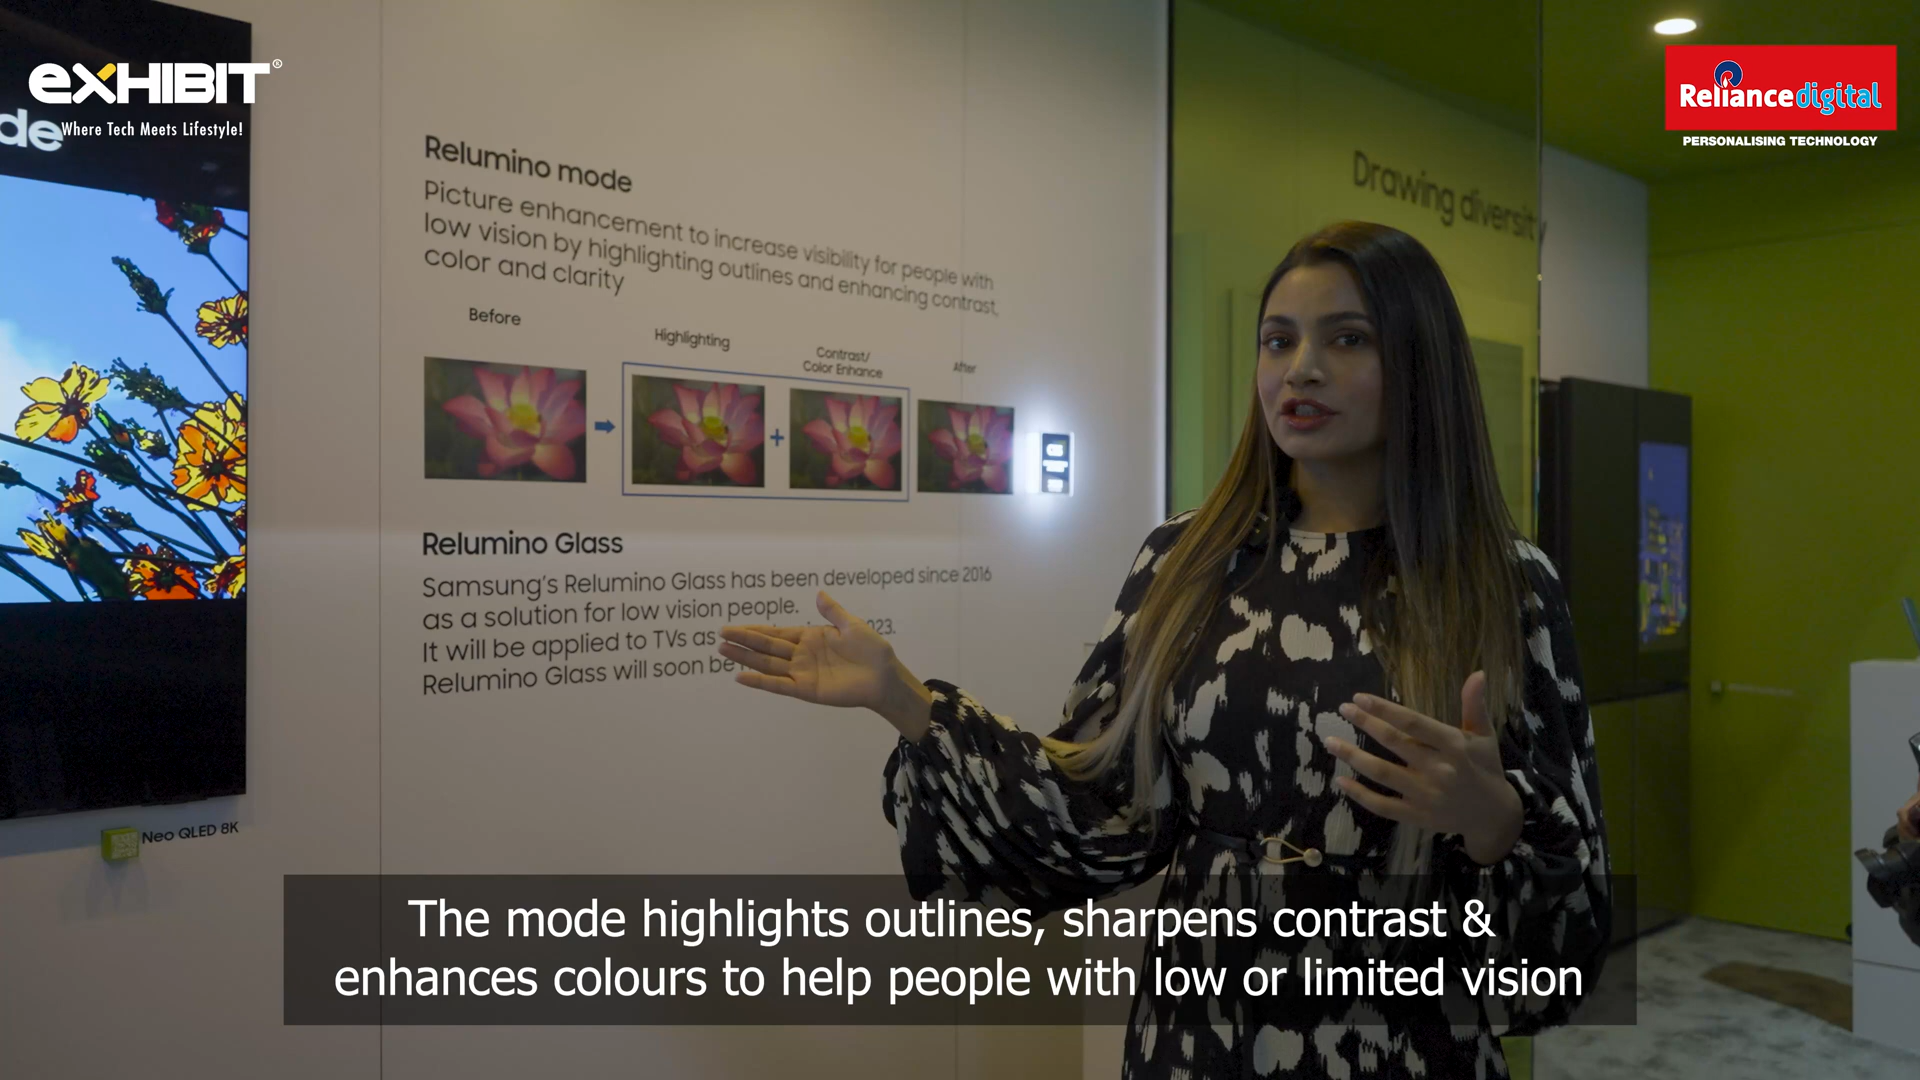 exHIBIT®
de
Where Tech Meets Lifestyle!
Reliance digital
PERSONALISING TECHNOLOGY
Relumino mode
Picture enhancement to increase visibility for people with
low vision by highlighting outlines and enhancing contrast,
color and clarity
Before
Highlighting
Contrast/
Color Enhance
After
Drawing diversity
Relumino Glass
Samsung's Relumino Glass has been developed since 2016
as a solution for low vision people.
It will be applied to TVs as 023.
Relumino Glass will soon be
Neo QLED 8K
The mode highlights outlines, sharpens contrast &
enhances colours to help people with low or limited vision